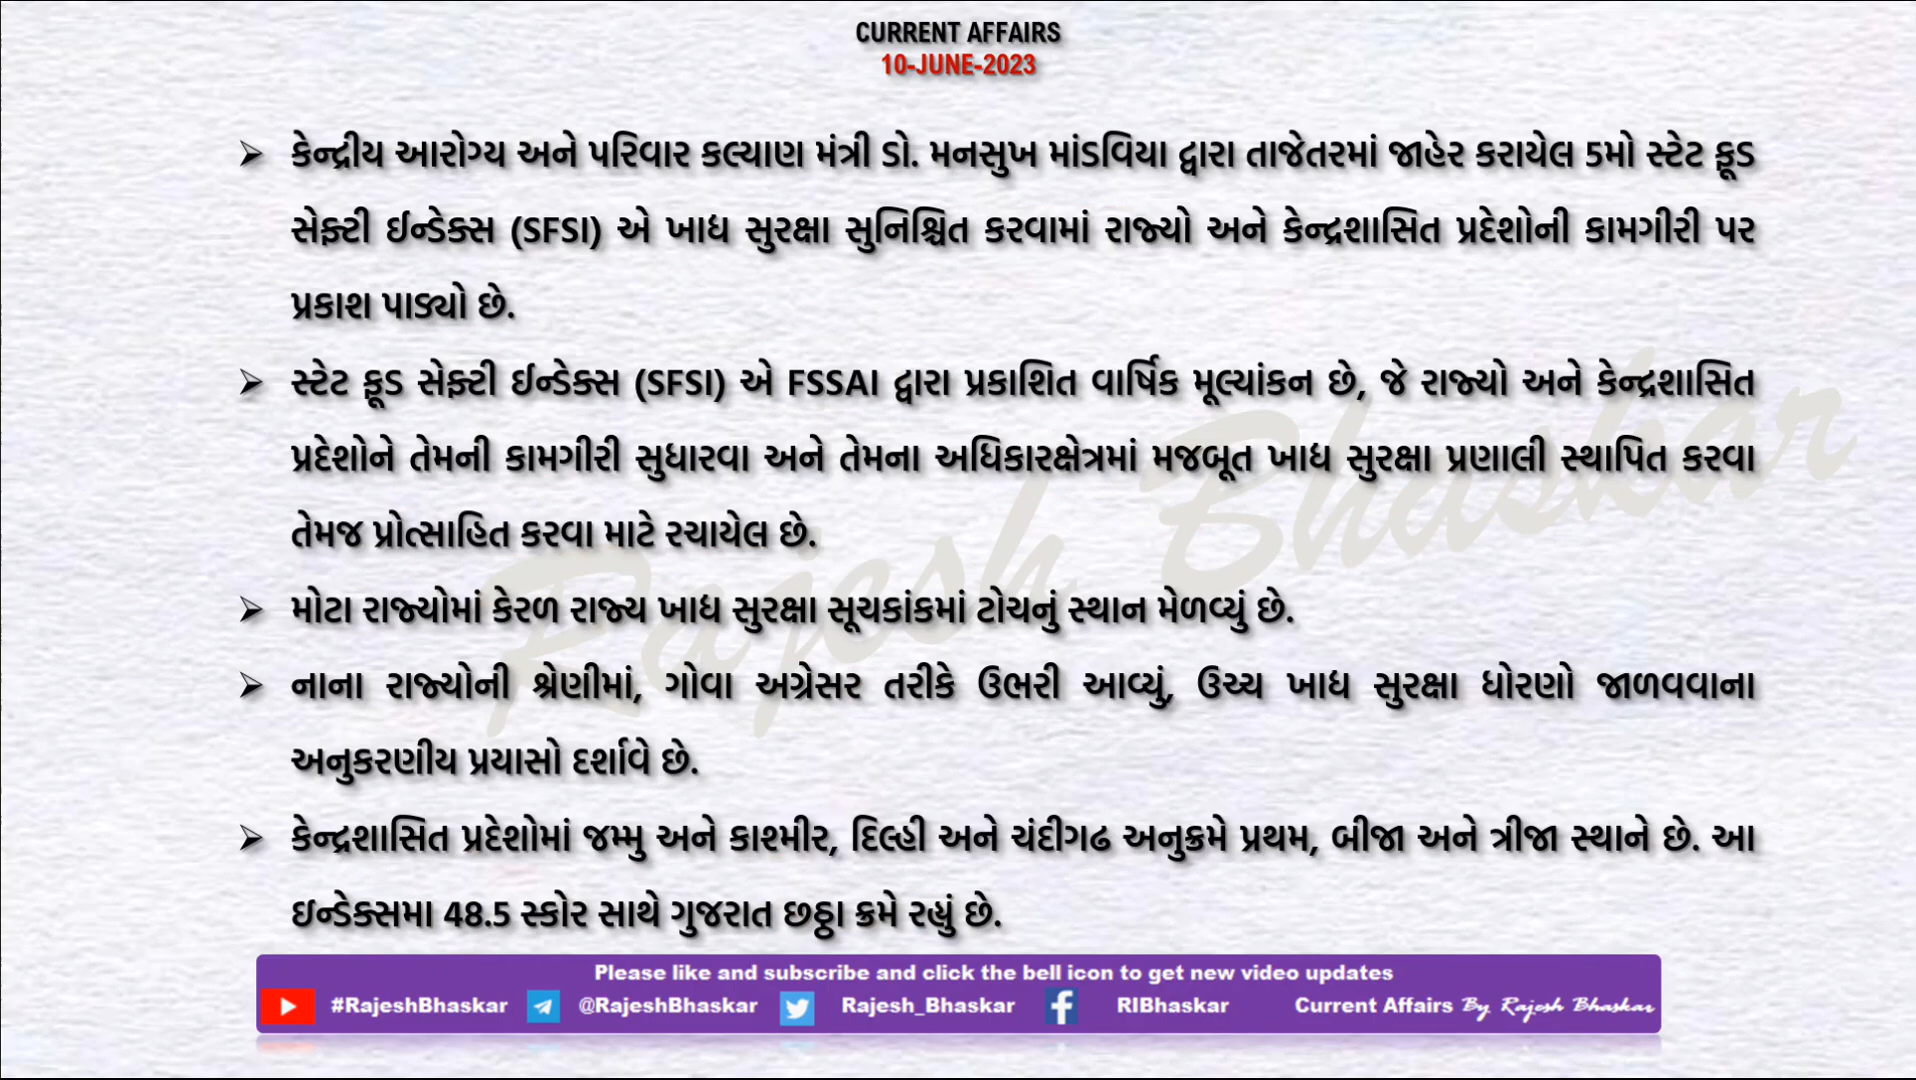 CURRENT AFFAIRS
10-JUNE-2023
➢ કેન્દ્રીય આરોગ્ય અને પરિવાર કલ્યાણ મંત્રી ડો. મનસુખ માંડવિયા દ્વારા તાજેતરમાં જાહેર કરાયેલ 5મો સ્ટેટ ફૂડ
સેફ્ટી ઈન્ડેક્સ (SFSI) એ ખાદ્ય સુરક્ષા સુનિશ્ચિત કરવામાં રાજ્યો અને કેન્દ્રશાસિત પ્રદેશોની કામગીરી પર
પ્રકાશ પાડ્યો છે.
➢ સ્ટેટ ફૂડ સેફ્ટી ઈન્ડેક્સ (SFSI) એ FSSAI દ્વારા પ્રકાશિત વાર્ષિક મૂલ્યાંકન છે, જે રાજ્યો અને કેન્દ્રશાસિત
પ્રદેશોને તેમની કામગીરી સુધારવા અને તેમના અધિકારક્ષેત્રમાં મજબૂત ખાદ્ય સુરક્ષા પ્રણાલી સ્થાપિત કરવા
તેમજ પ્રોત્સાહિત કરવા માટે રચાયેલ છે.
➢ મોટા રાજ્યોમાં કેરળ રાજ્ય ખાદ્ય સુરક્ષા સૂચકાંકમાં ટોચનું સ્થાન મેળવ્યું છે.
➢ નાના રાજ્યોની શ્રેણીમાં, ગોવા અગ્રેસર તરીકે ઉભરી આવ્યું, ઉચ્ચ ખાદ્ય સુરક્ષા ધોરણો જાળવવાના
અનુકરણીય પ્રયાસો દર્શાવે છે.
➢ કેન્દ્રશાસિત પ્રદેશોમાં જમ્મુ અને કાશ્મીર, દિલ્હી અને ચંદીગઢ અનુક્રમે પ્રથમ, બીજા અને ત્રીજા સ્થાને છે. આ
ઇન્ડેક્સમા 48.5 સ્કોર સાથે ગુજરાત છઠ્ઠા ક્રમે રહ્યું છે.
Rajesh Bhaskar
Please like and subscribe and click the bell icon to get new video updates
#RajeshBhaskar @RajeshBhaskar Rajesh_Bhaskar RIBhaskar Current Affairs By Rajesh Bhaskar